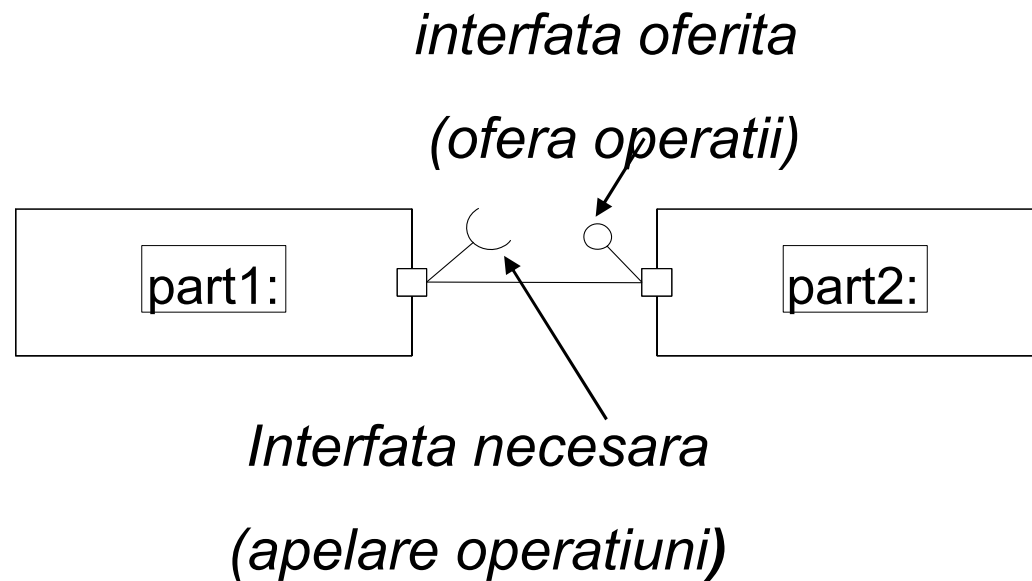 interfata oferita
(ofera operatii)
part1:
part2:
Interfata necesara
(apelare operatiuni)